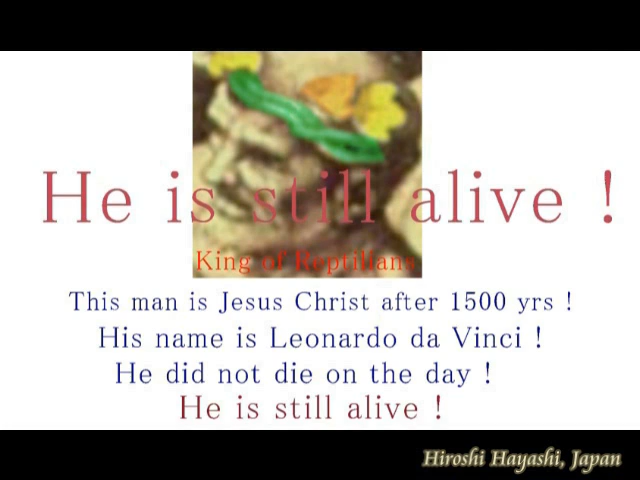 He is still alive !
King of Reptilians
This man is Jesus Christ after 1500 yrs !
His name is Leonardo da Vinci !
He did not die on the day !
He is still alive !
Hiroshi Hayashi, Japan